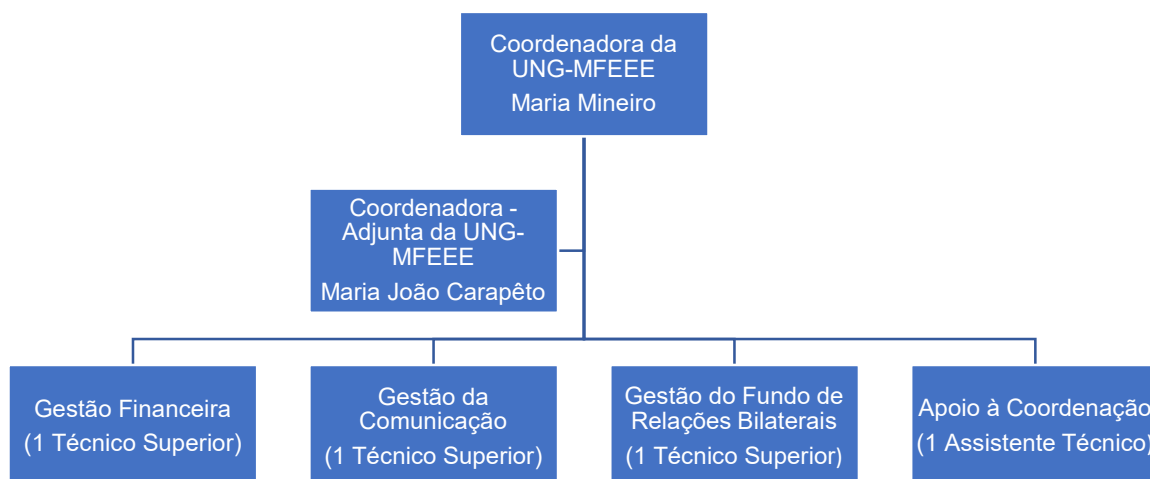 Coordenadora da
UNG-MFEEE
Maria Mineiro
Coordenadora -
Adjunta da UNG-
MFEEE
Maria João Carapêto
Gestão Financeira
(1 Técnico Superior)
Gestão da
Comunicação
(1 Técnico Superior)
Gestão do Fundo de
Relações Bilaterais
(1 Técnico Superior)
Apoio à Coordenação
(1 Assistente Técnico)